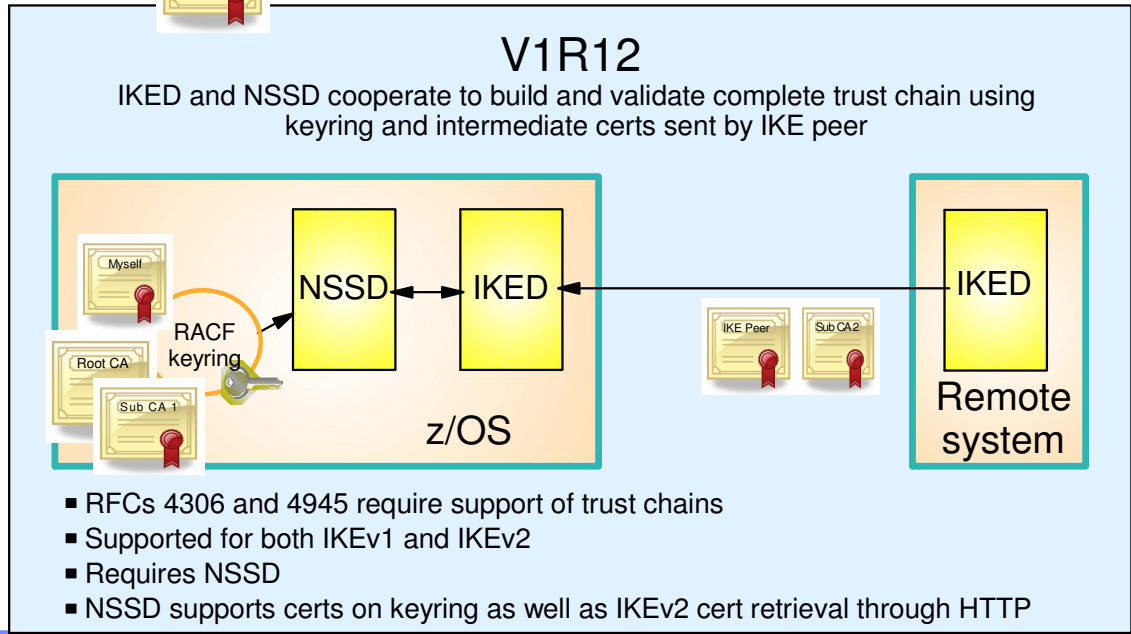 V1R12
IKED and NSSD cooperate to build and validate complete trust chain using
keyring and intermediate certs sent by IKE peer
Myself
Root CA
Sub CA 1
RACF
keyring
NSSD
IKED
z/OS
IKE Peer
Sub CA2
IKED
Remote
system
▪ RFCs 4306 and 4945 require support of trust chains
▪ Supported for both IKEv1 and IKEv2
▪ Requires NSSD
▪ NSSD supports certs on keyring as well as IKEv2 cert retrieval through HTTP